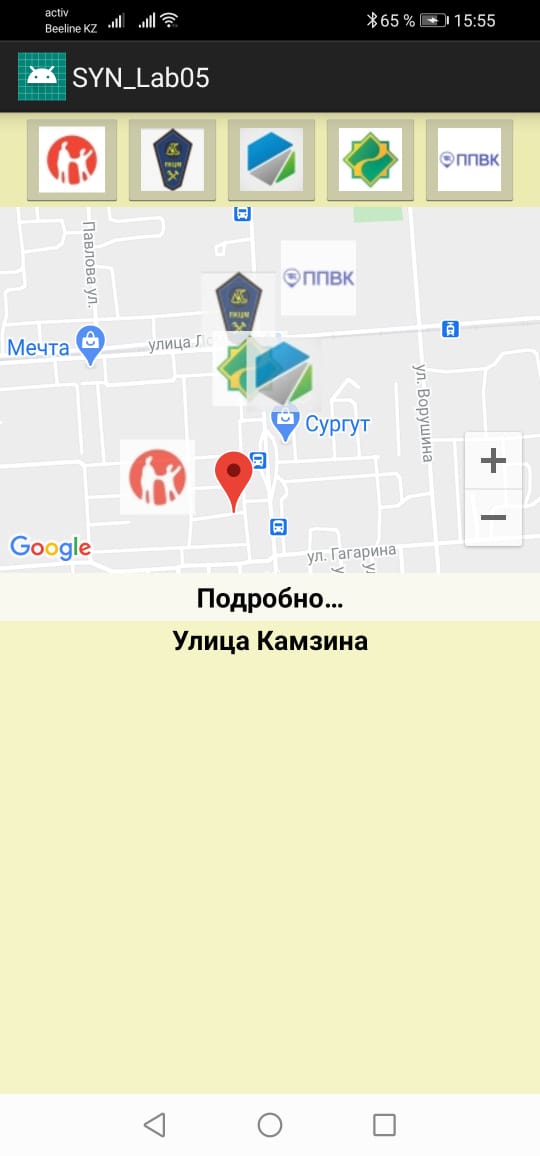 activ
Beeline KZ
65 %
15:55
SYN_Lab05
ППВК
Павлова ул.
ППВК
улица Ло
Мечта
ул. Ворушина
Сургут
Google
ул. Гагарина
Подробно...
Улица Камзина